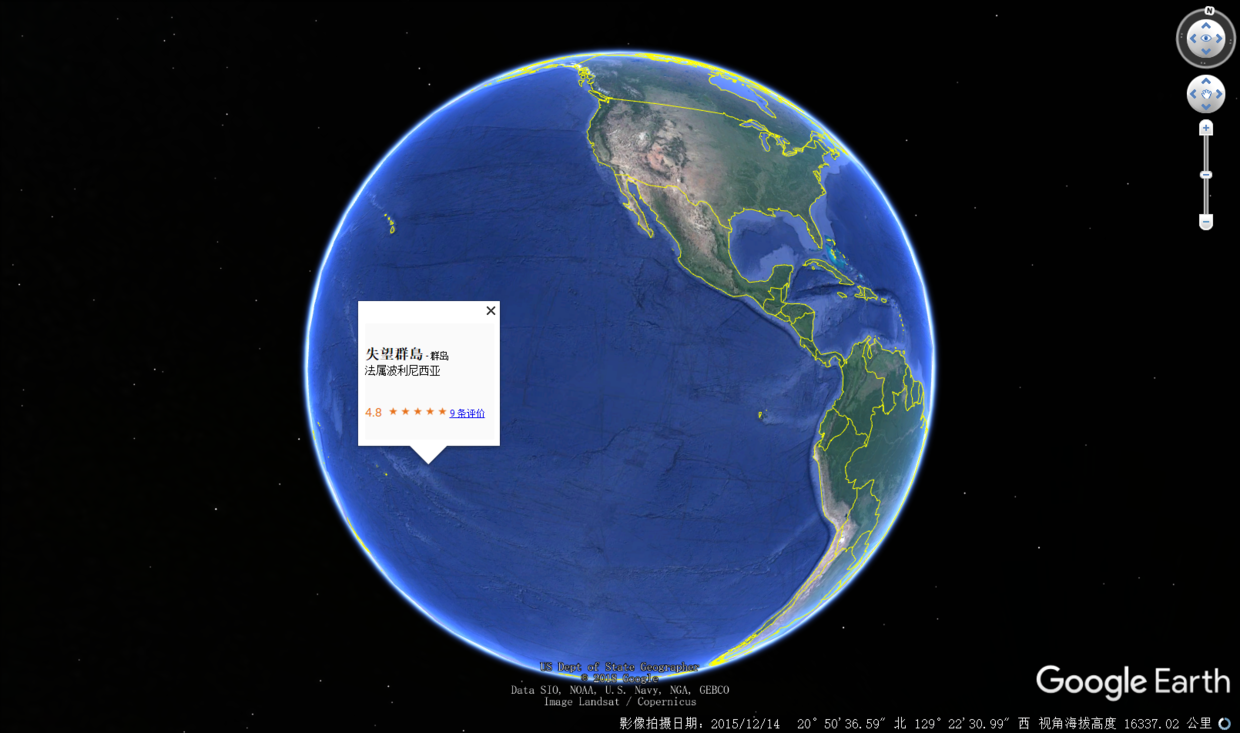 N
失望群島 · 群岛
法属波利尼西亚
4.8 ★ ★ ★ ★ ★ 9 条评价
US Dept of State Geographer
Data SIO, NOAA, U.S. Navy, NGA, GEBCO
Image Landsat / Copernicus
Google Earth
影像拍摄日期: 2015/12/14 20° 50'36.59" 北 129° 22'30.99" 西 视角海拔高度 16337.02 公里